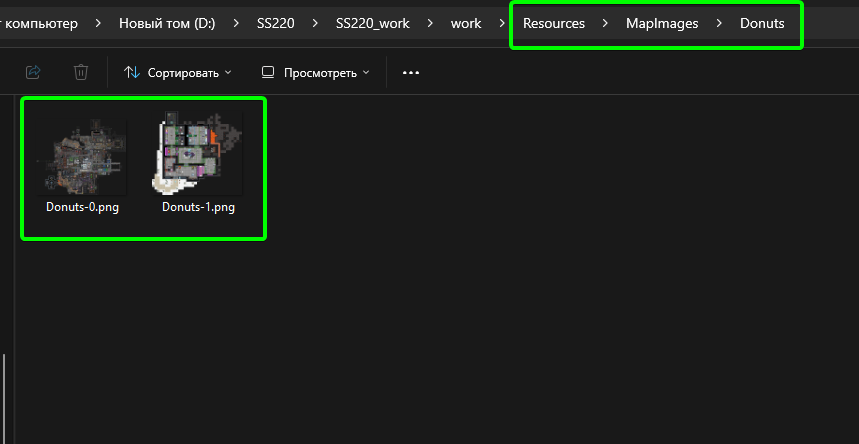 т компьютер > Новый том (D:) > SS220 > SS220_work > work > Resources > MapImages > Donuts
Сортировать Просмотреть •••
Donuts-0.png Donuts-1.png